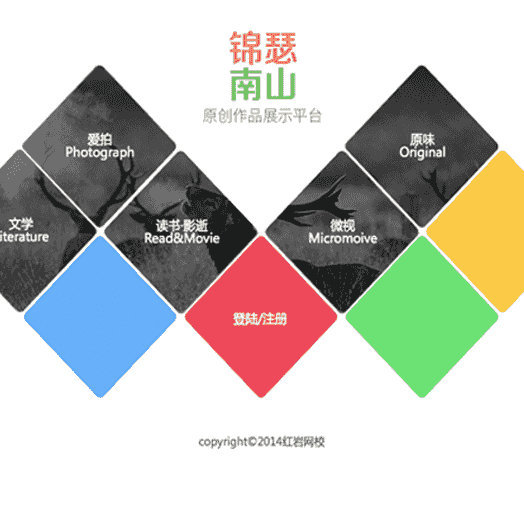 锦瑟
南山
原创作品展示平台
爱拍
Photograph
原味
Original
文学
iterature
读书·影逝
Read&Movie
微视
Micromoive
登陆/注册
copyright©2014红岩网校